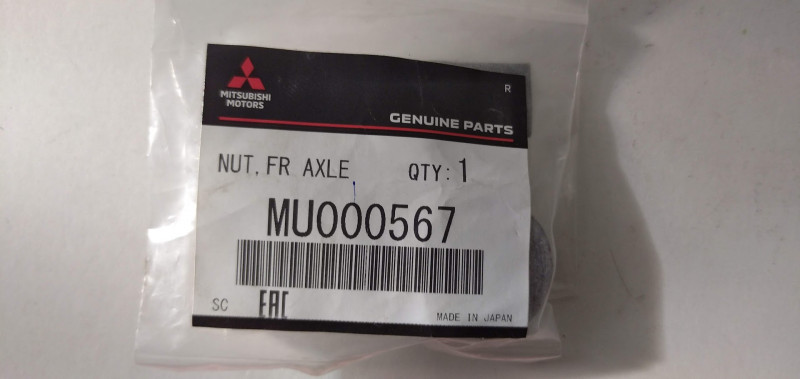 R
MITSUBISHI
MOTORS
GENUINE PARTS
NUT, FR AXLE QTY: 1
MU000567
SC EAC
MADE IN JAPAN